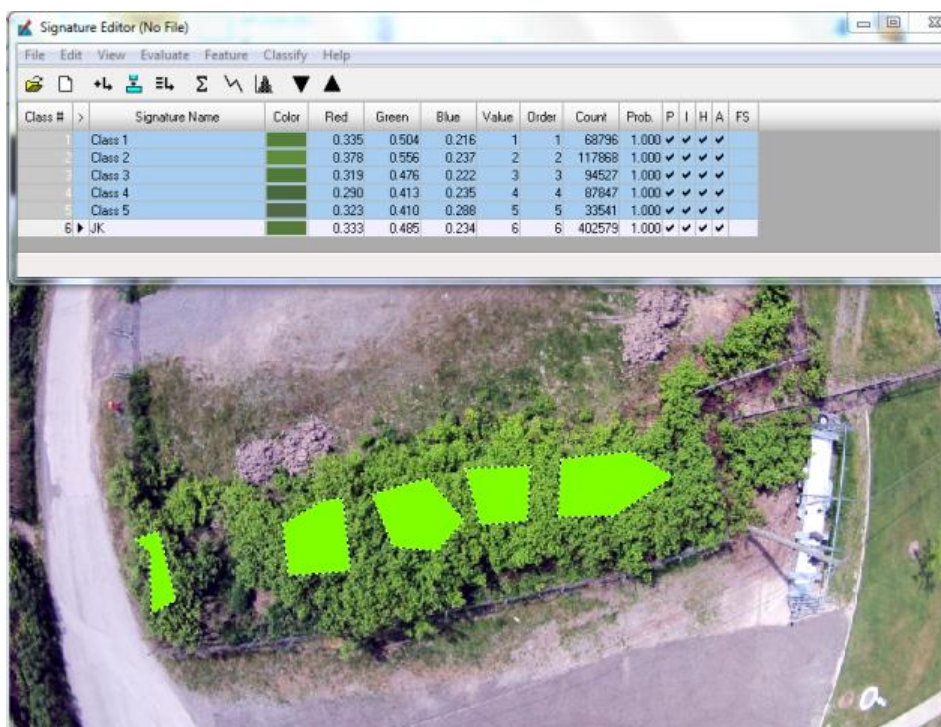 Signature Editor (No File)
File Edit View Evaluate Feature Classify Help
Class # > Signature Name Color Red Green Blue Value Order Count Prob. P I H A FS
1 Class 1 0.335 0.504 0.216 1 1 68796 1.000 ✔ ✔ ✔ ✔
2 Class 2 0.378 0.556 0.237 2 2 117868 1.000 ✔ ✔ ✔ ✔
3 Class 3 0.319 0.476 0.222 3 3 94527 1.000 ✔ ✔ ✔ ✔
4 Class 4 0.290 0.413 0.235 4 4 87847 1.000 ✔ ✔ ✔ ✔
5 Class 5 0.323 0.410 0.288 5 5 33541 1.000 ✔ ✔ ✔ ✔
6 JK 0.333 0.485 0.234 6 6 402579 1.000 ✔ ✔ ✔ ✔